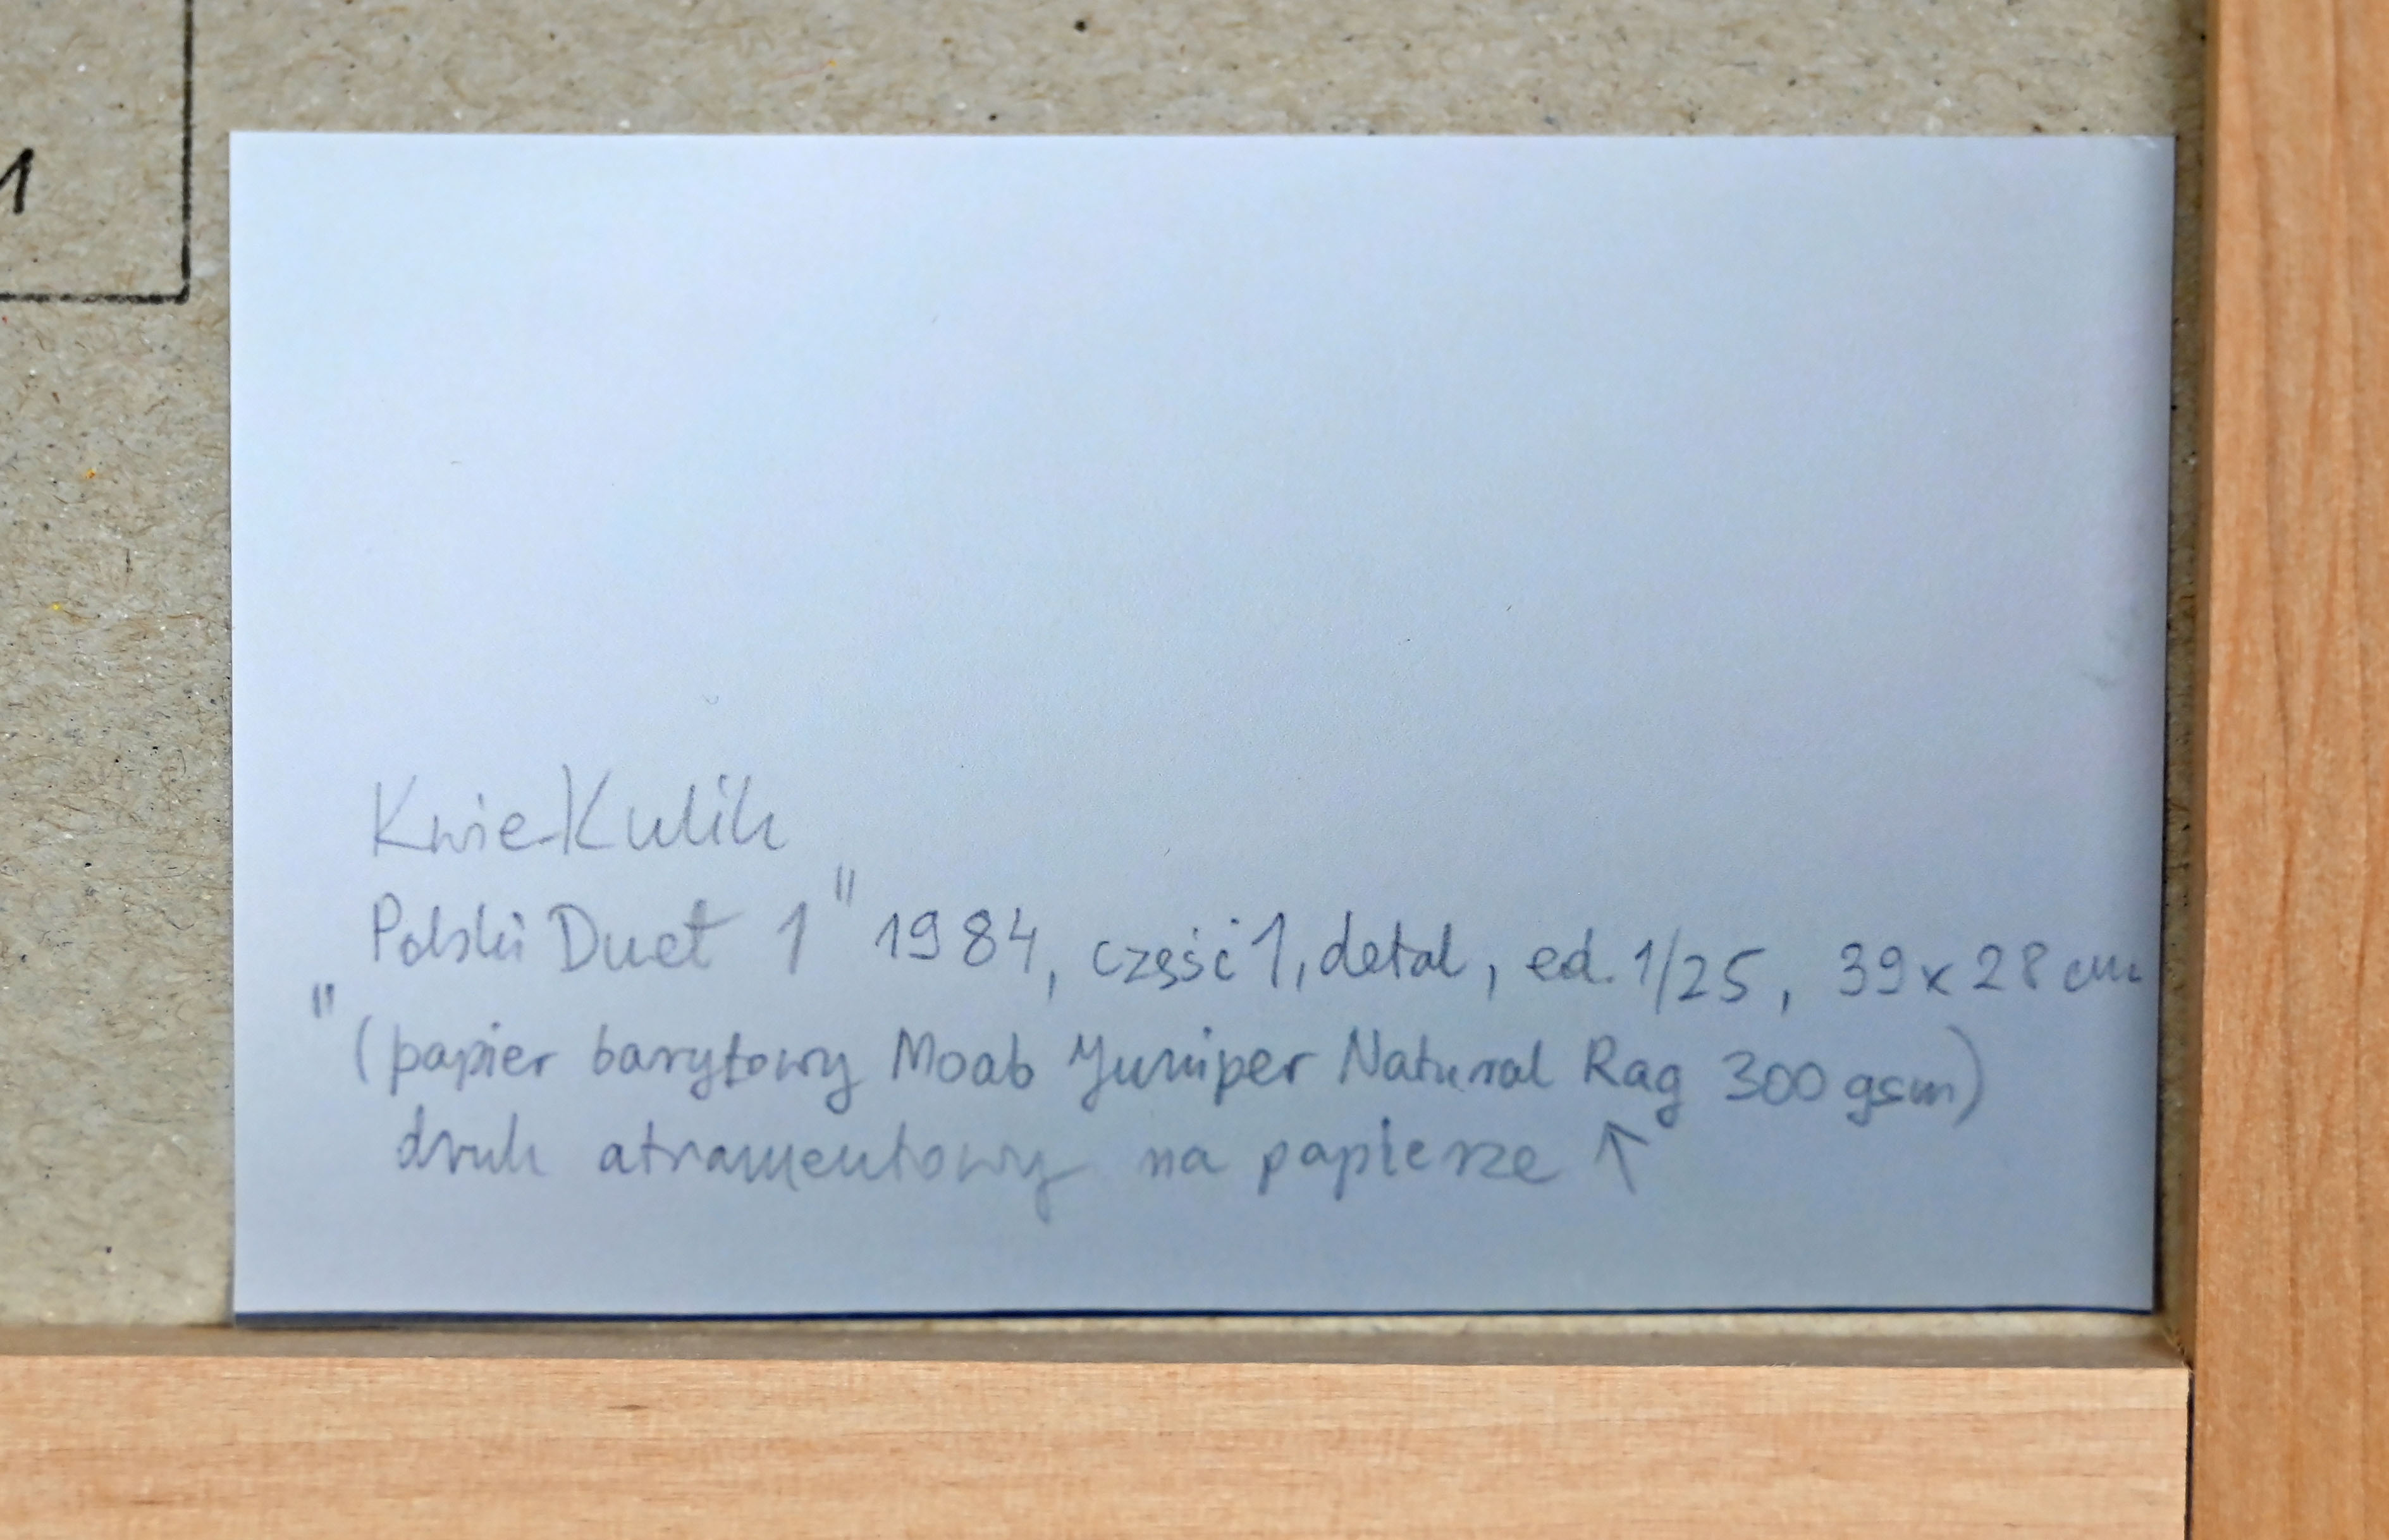 1
KwieKulik
"Polski Duet 1" 1984, część 1, detal, ed. 1/25, 39x28 cm
(papier barytowy Moab Juniper Natural Rag 300 gsm)
druk atramentowy na papierze ↑